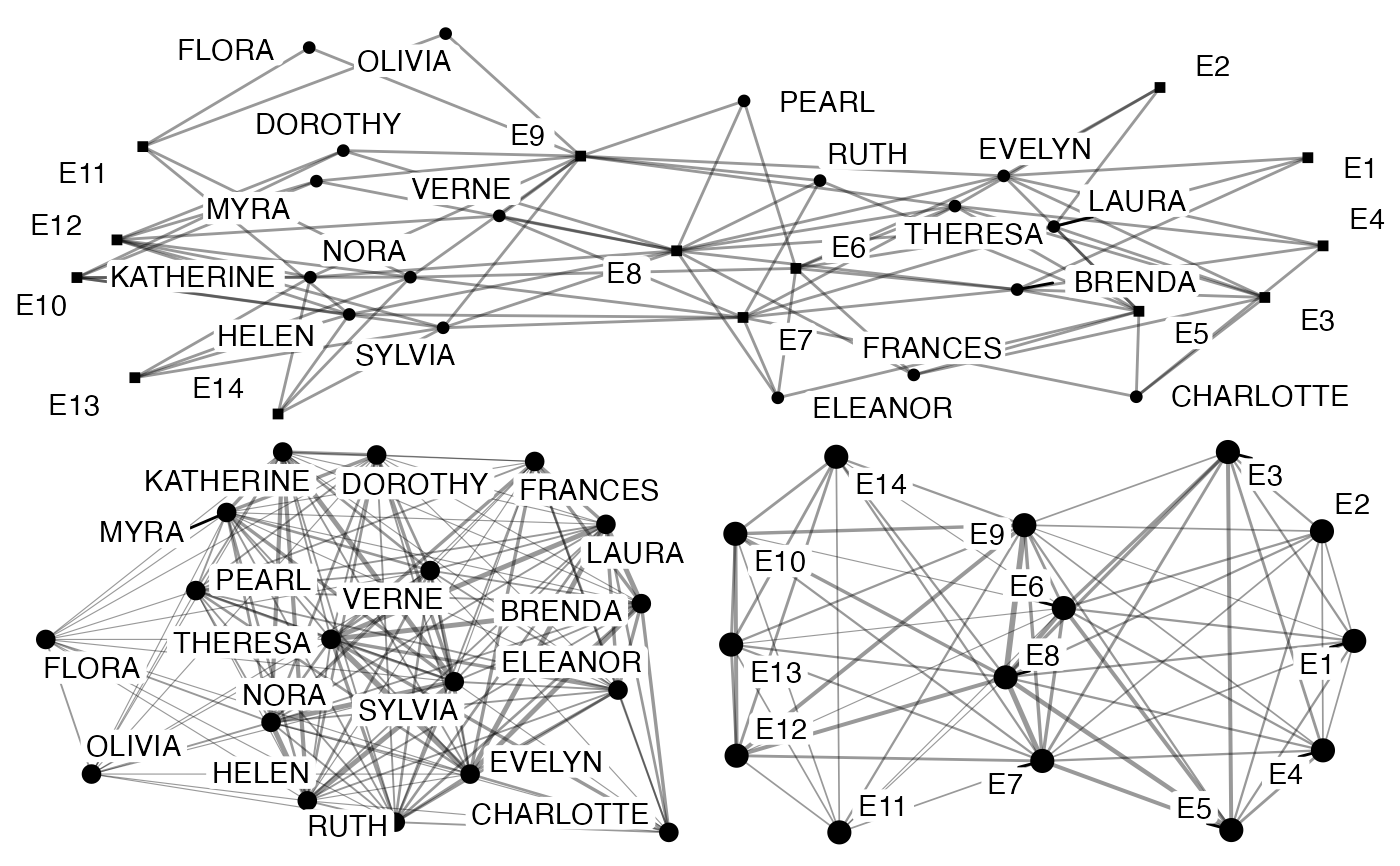 FLORA
OLIVIA
E2
PEARL
DOROTHY
E9
RUTH
EVELYN
E1
E11
VERNE
LAURA
MYRA
E12
E4
THERESA
NORA
E6
KATHERINE
E8
BRENDA
E10
E3
HELEN
E7
E5
SYLVIA
FRANCES
E14
E13
ELEANOR
CHARLOTTE
KATHERINE
DOROTHY
FRANCES
MYRA
LAURA
PEARL
VERNE
BRENDA
THERESA
FLORA
ELEANOR
NORA
SYLVIA
OLIVIA
HELEN
EVELYN
RUTH
CHARLOTTE
E3
E14
E2
E9
E10
E6
E8
E1
E13
E12
E4
E7
E11
E5